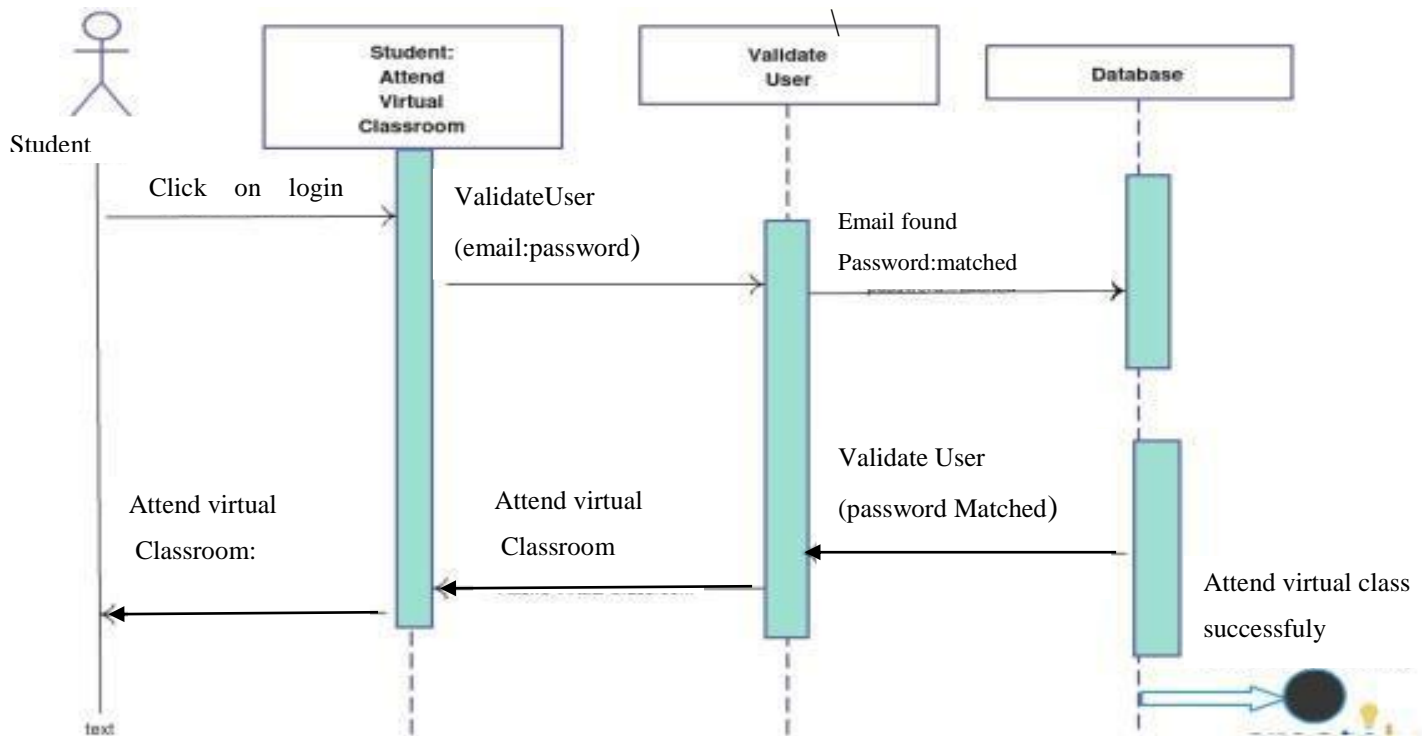 Student:
Attend
Virtual
Classroom
Validate
User
Database
Student
Click on login
ValidateUser
(email:password)
Email found
Password:matched
Validate User
(password Matched)
Attend virtual
Classroom:
Attend virtual
Classroom
Attend virtual class
successfuly
text